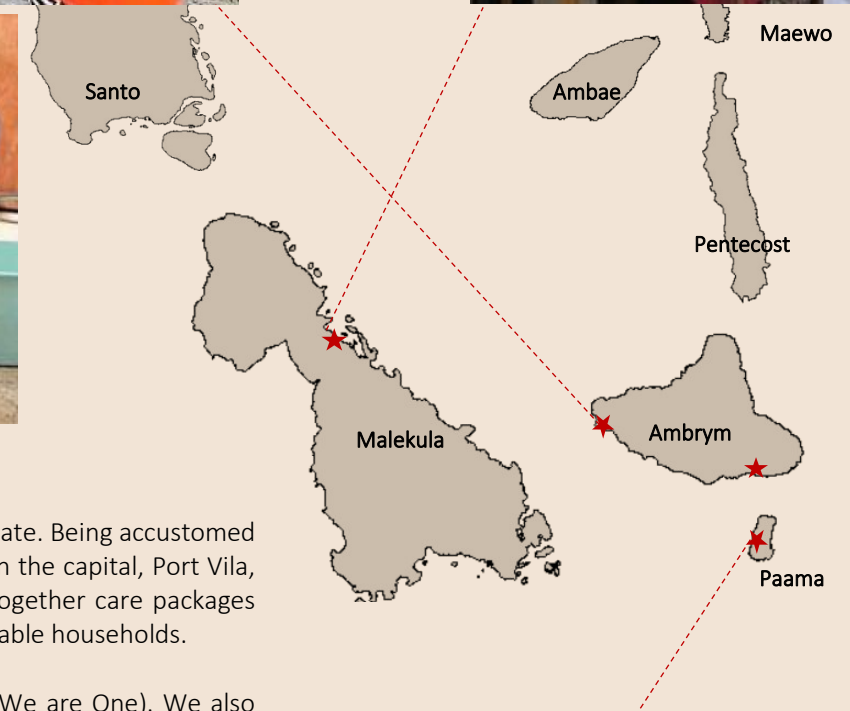 Maewo
Santo
Ambae
Pentecost
Malekula
Ambrym
Paama
ate. Being accustomed
the capital, Port Vila,
ogether care packages
able households.
We are One). We also